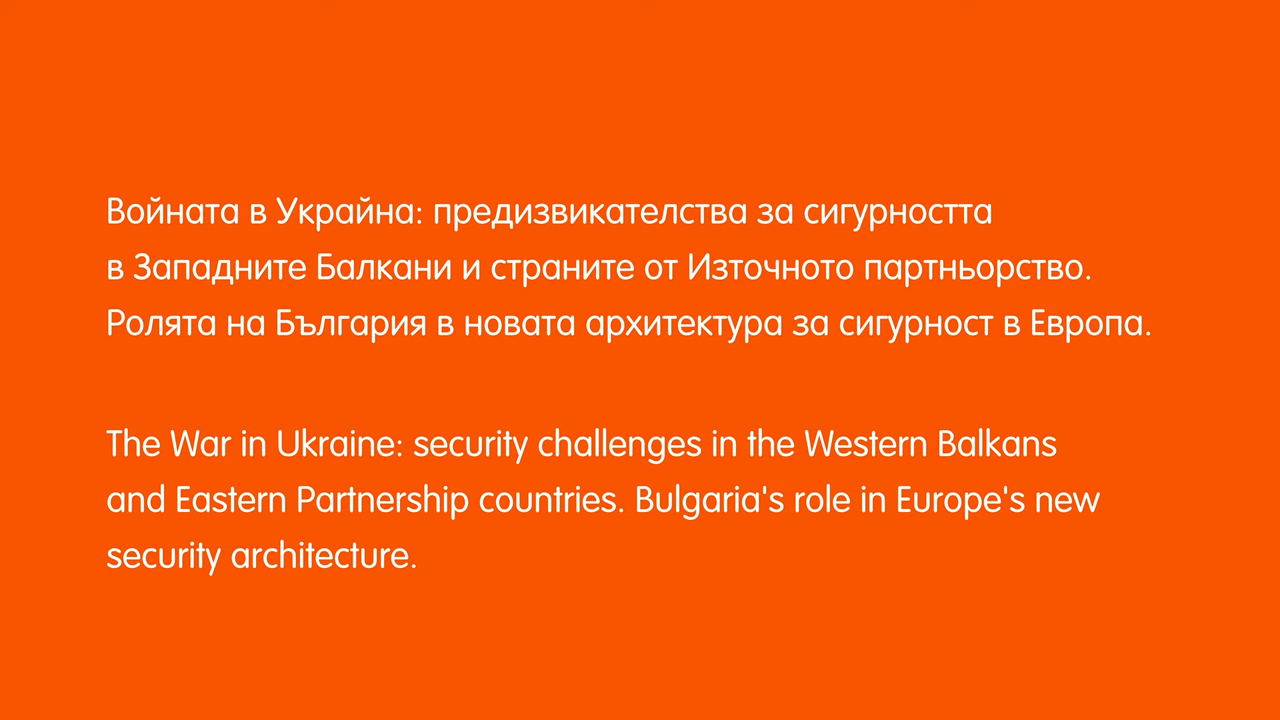 Войната в Украйна: предизвикателства за сигурността
в Западните Балкани и страните от Източното партньорство.
Ролята на България в новата архитектура за сигурност в Европа.
The War in Ukraine: security challenges in the Western Balkans
and Eastern Partnership countries. Bulgaria's role in Europe's new
security architecture.